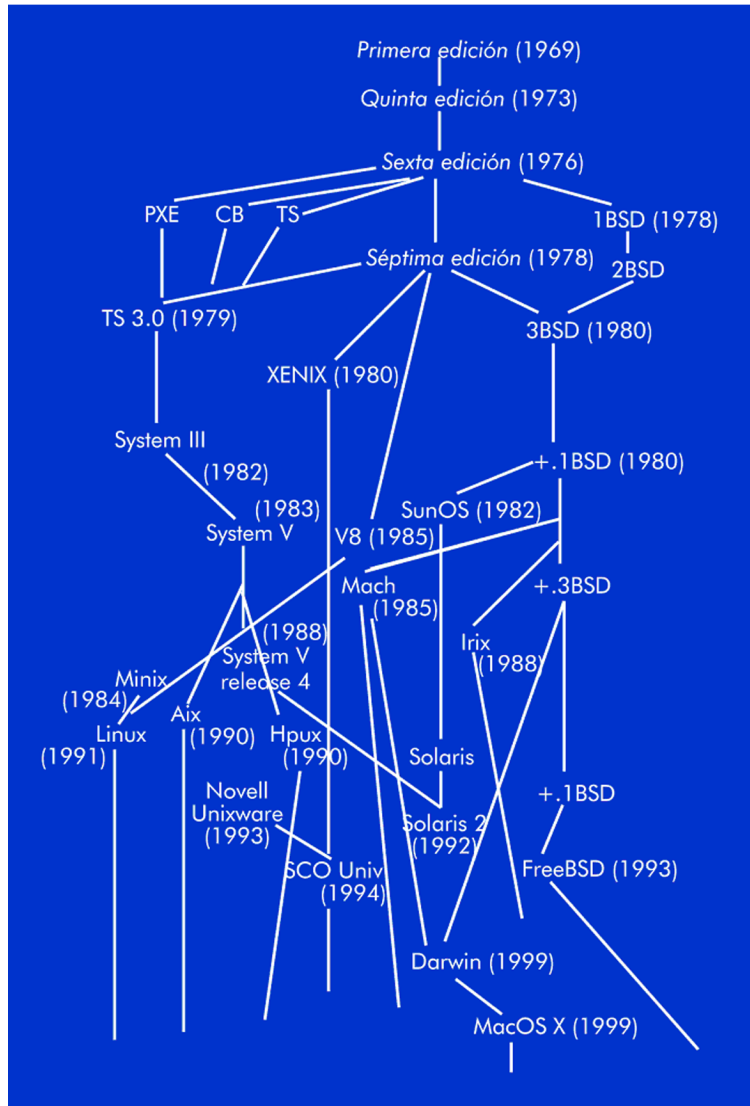 Primera edición (1969)
Quinta edición (1973)
Sexta edición (1976)
PXE
CB
TS
1BSD (1978)
Séptima edición (1978)
2BSD
TS 3.0 (1979)
3BSD (1980)
XENIX (1980)
System III
(1982)
+.1BSD (1980)
(1983)
System V
SunOS (1982)
V8 (1985)
Mach
(1985)
+.3BSD
(1988)
System V
release 4
Irix
(1988)
Minix
(1984)
Linux
(1991)
Aix
(1990)
Hpux
(1990)
Solaris
Novell
Unixware
(1993)
+.1BSD
Solaris 2
(1992)
SCO Univ
(1994)
FreeBSD (1993)
Darwin (1999)
MacOS X (1999)